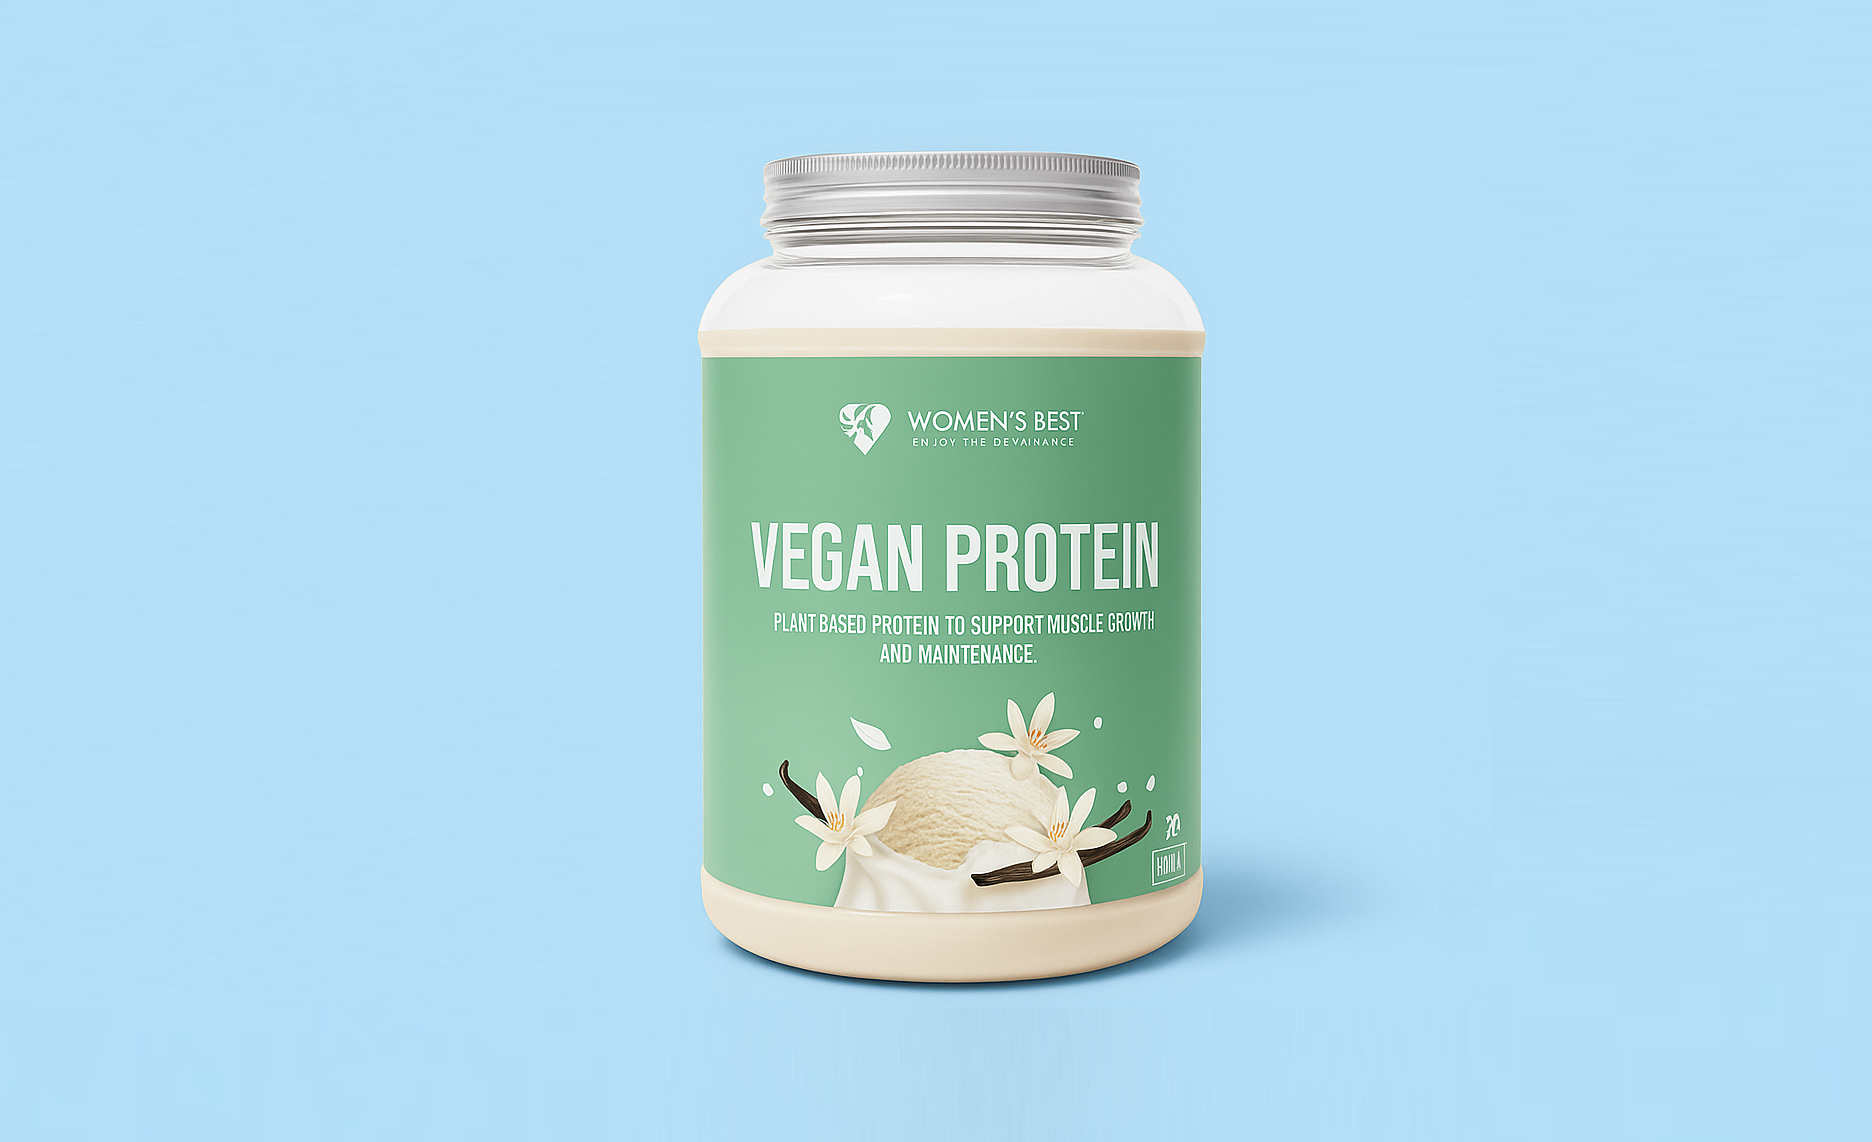 WOMEN'S BEST
ENJOY THE DEVAINANCE
VEGAN PROTEIN
PLANT BASED PROTEIN TO SUPPORT MUSCLE GROWTH
AND MAINTENANCE.